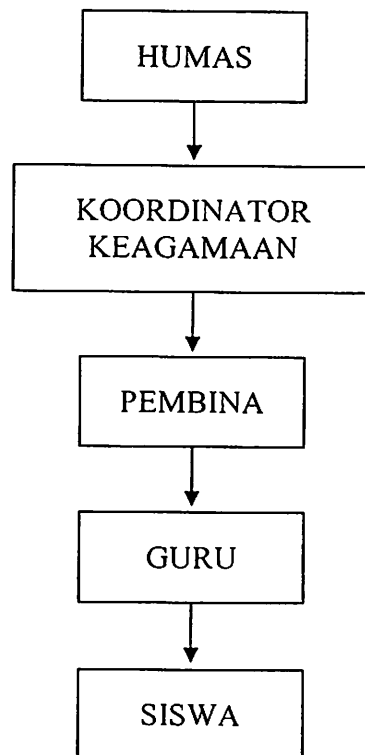 HUMAS
KOORDINATOR
KEAGAMAAN
PEMBINA
GURU
SISWA